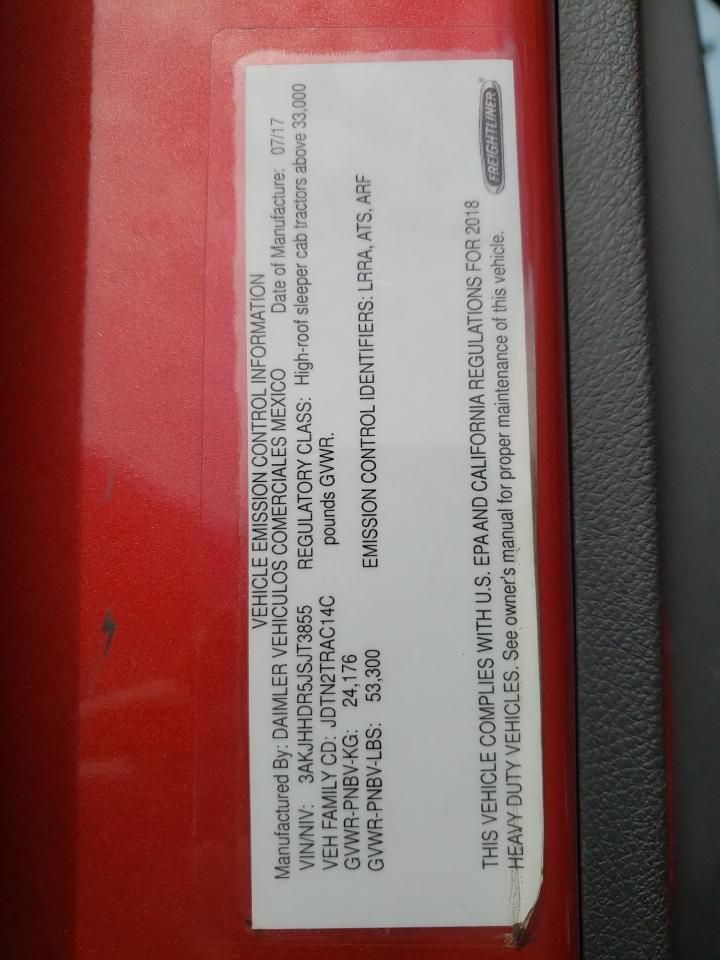 FREIGHTLINER®
VEHICLE EMISSION CONTROL INFORMATION
Manufactured By: DAIMLER VEHICULOS COMERCIALES MEXICO Date of Manufacture: 07/17
VIN/NIV: 3AKJHHDR5JSJT3855 REGULATORY CLASS: High-roof sleeper cab tractors above 33,000
VEH FAMILY CD: JDTN2TRAC14C pounds GVWR.
GVWR-PNBV-KG: 24,176
GVWR-PNBV-LBS: 53,300 EMISSION CONTROL IDENTIFIERS: LRRA, ATS, ARF
THIS VEHICLE COMPLIES WITH U.S. EPA AND CALIFORNIA REGULATIONS FOR 2018
HEAVY DUTY VEHICLES. See owner's manual for proper maintenance of this vehicle.